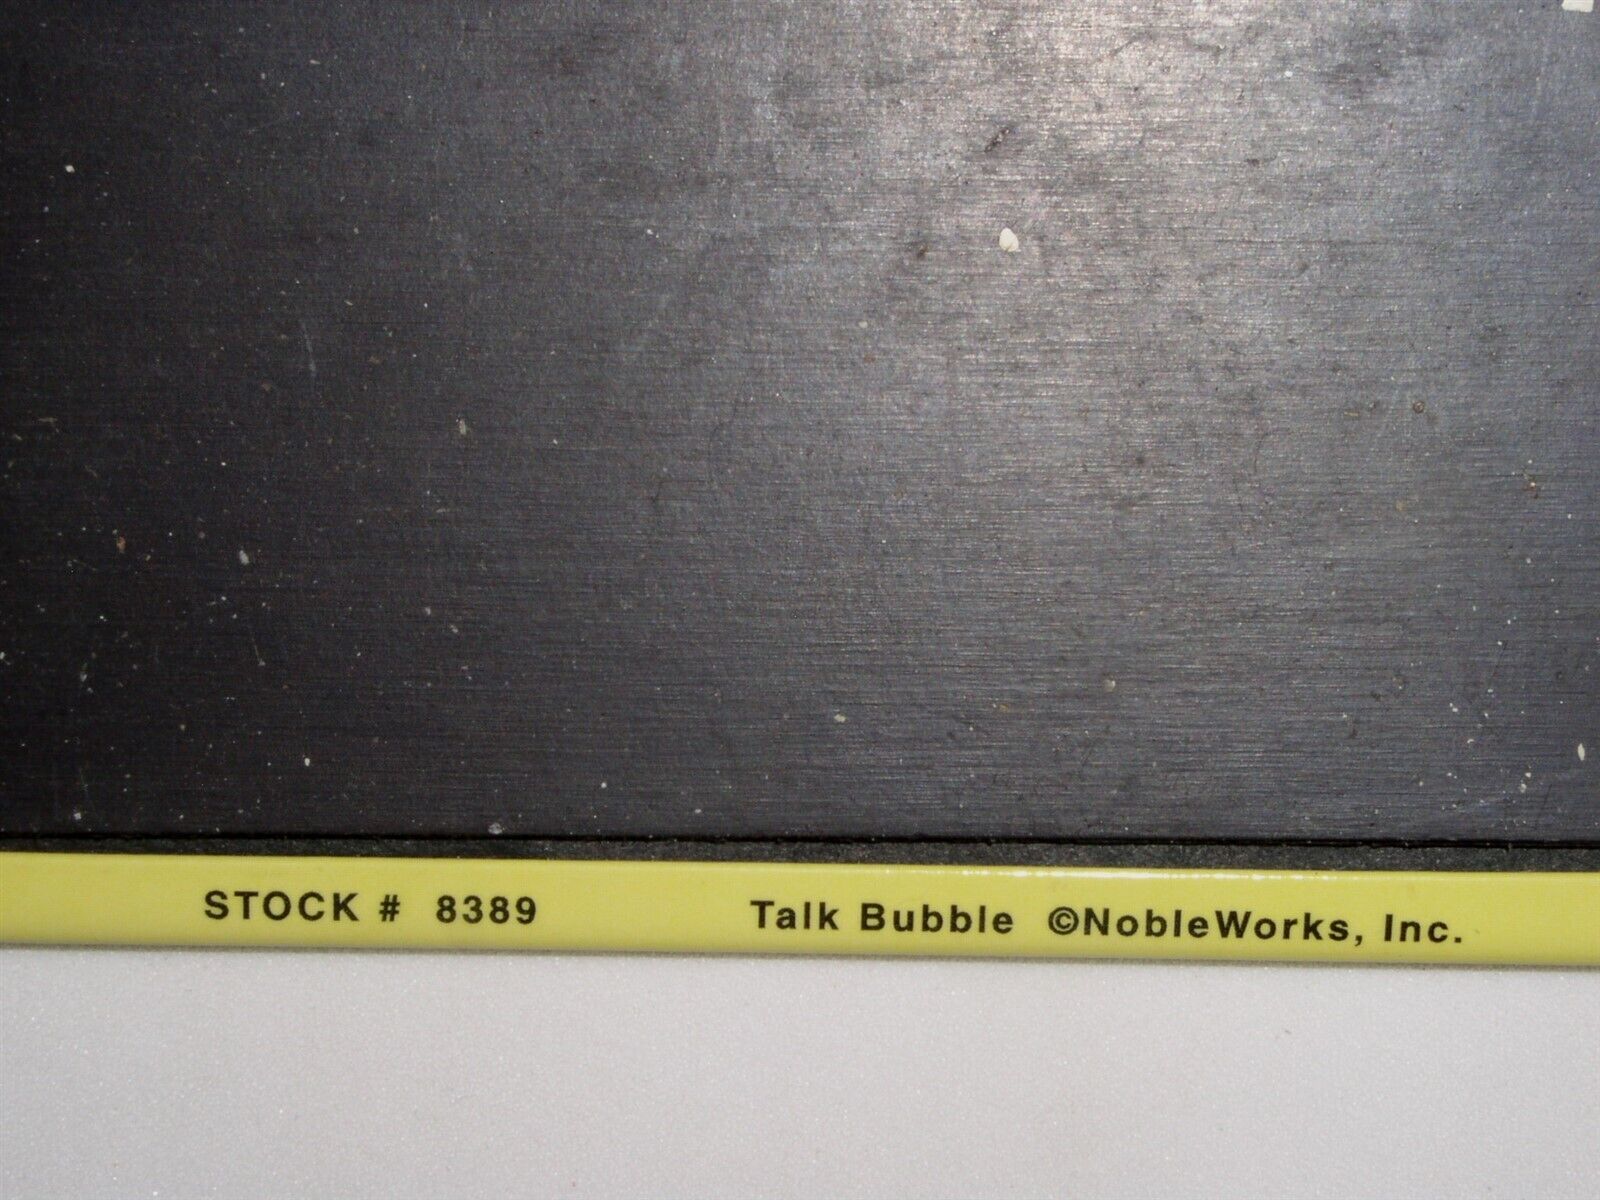 STOCK # 8389 Talk Bubble ©NobleWorks, Inc.